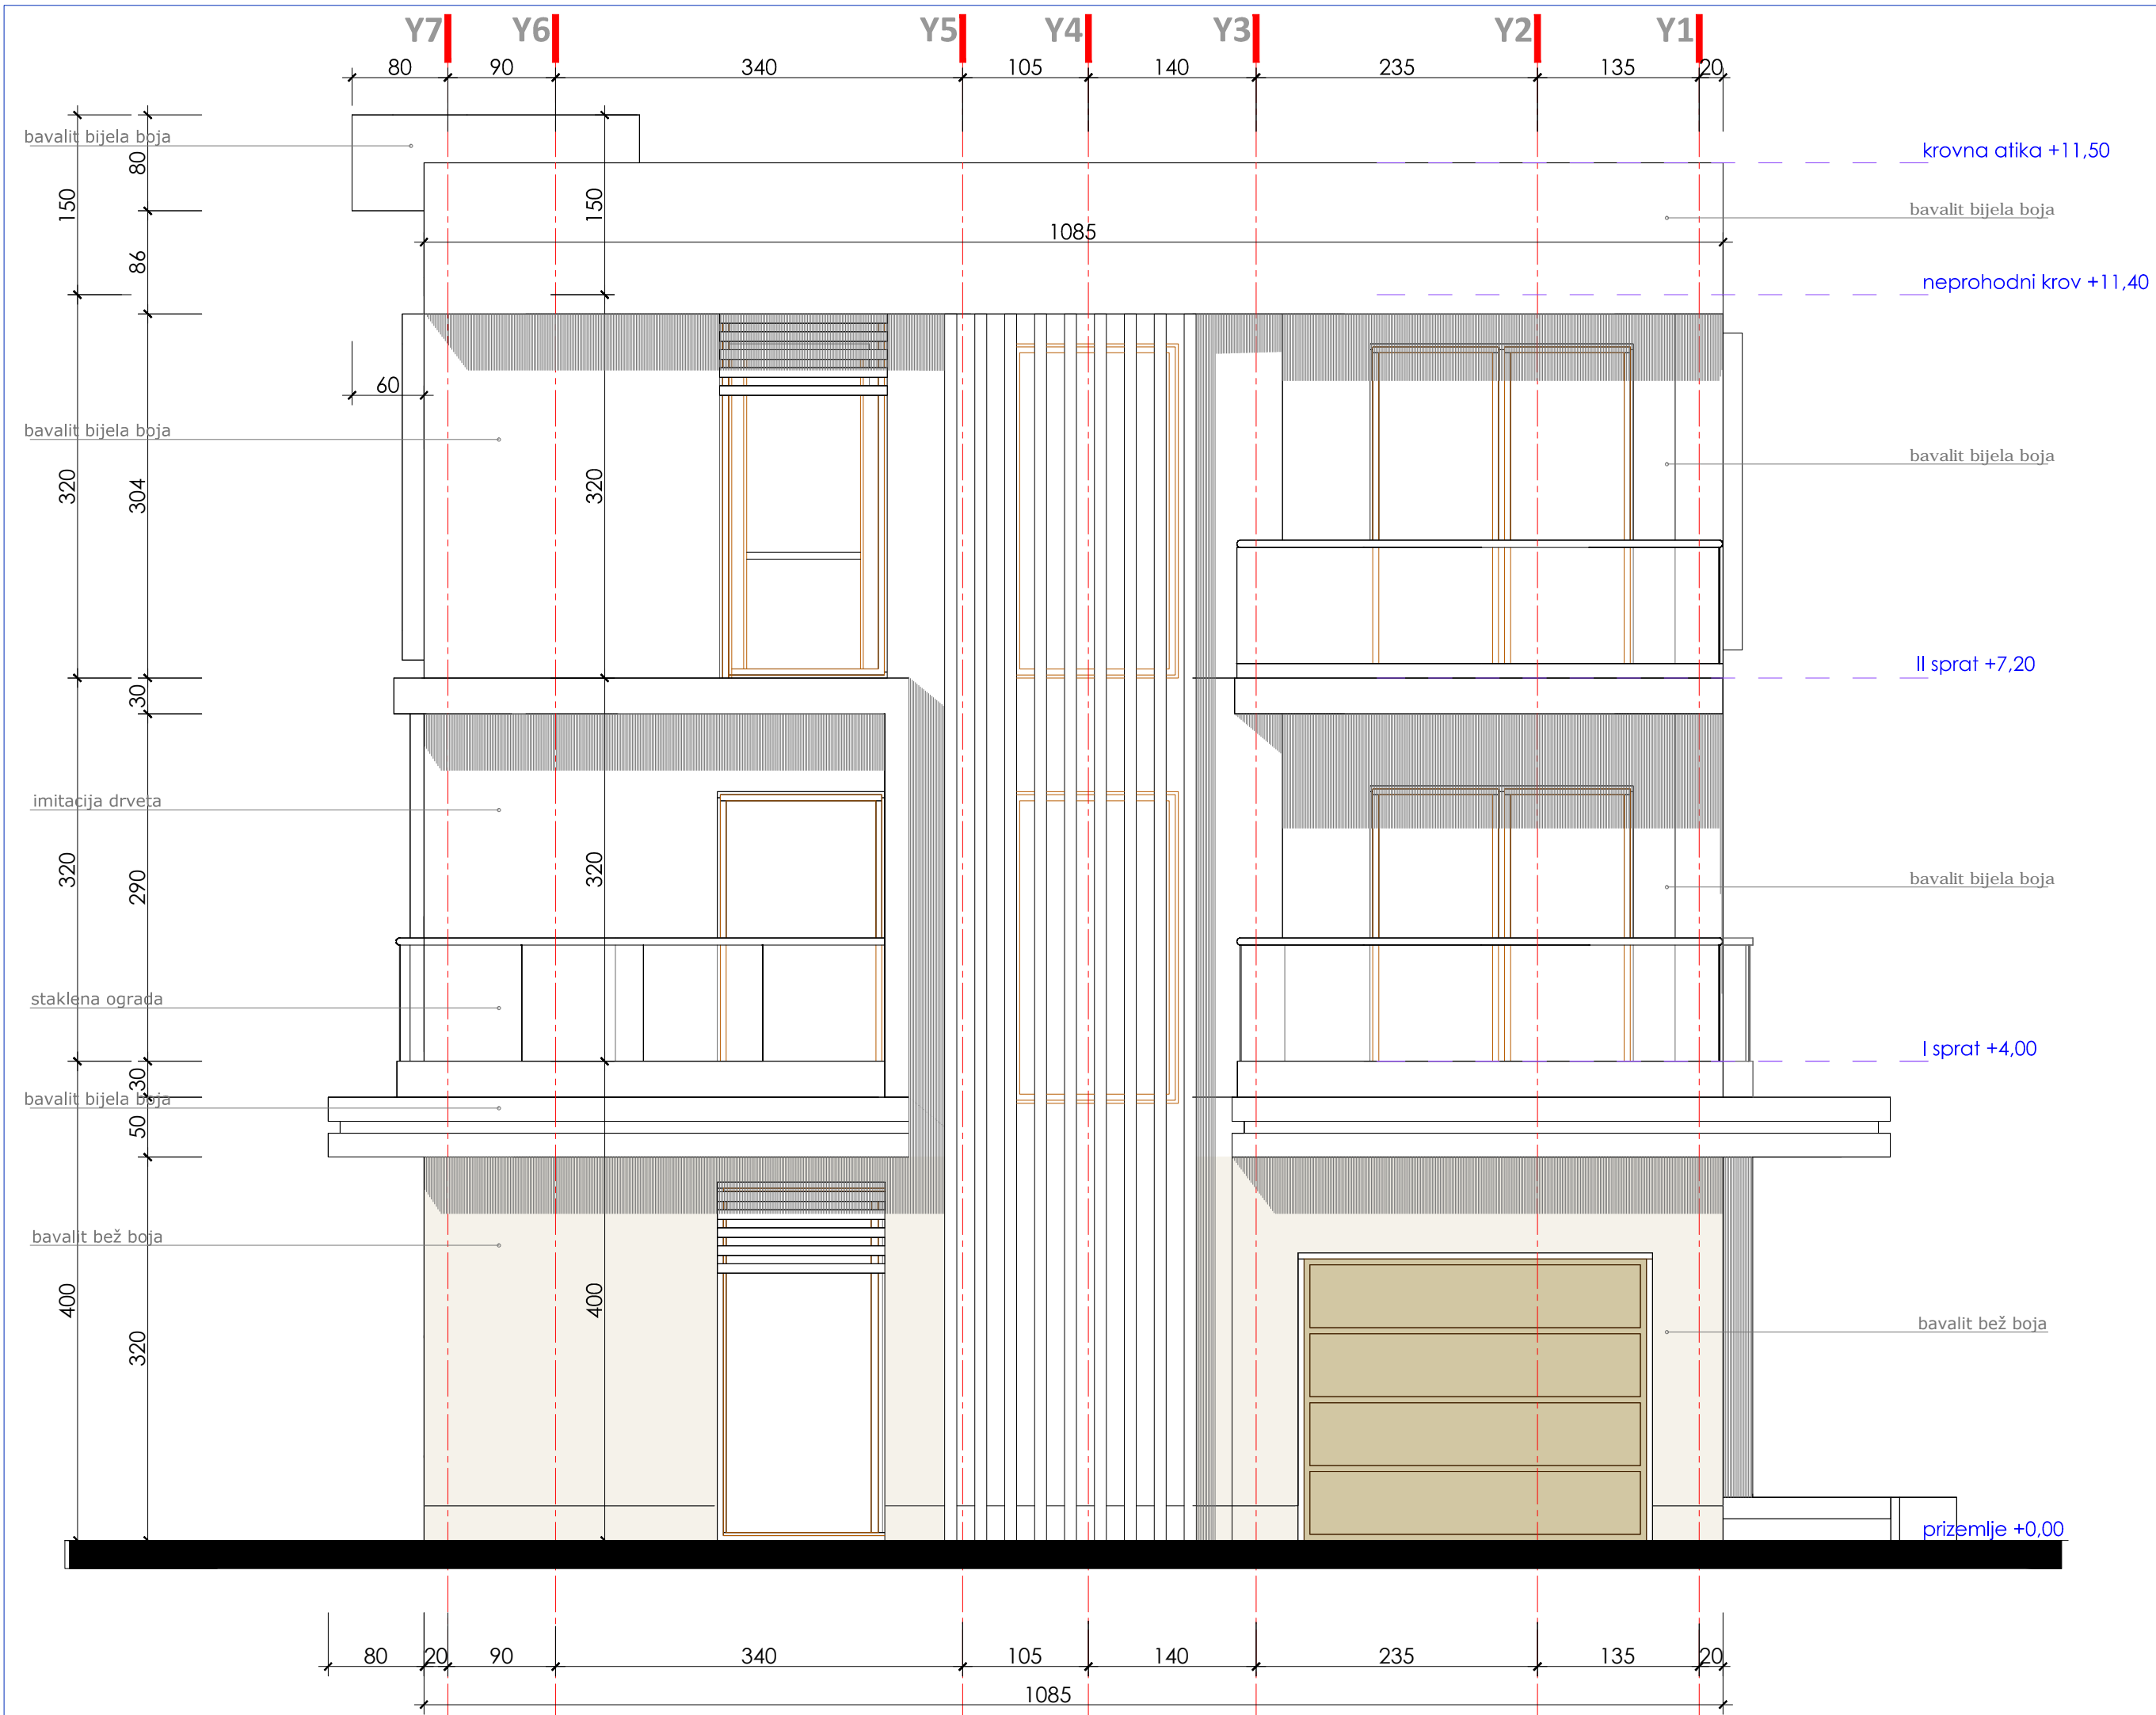 Y7 Y6 Y5 Y4 Y3 Y2 Y1
80 90 340 105 140 235 135 20
bavalit bijela boja
80
150
150
krovna atika +11,50
bavalit bijela boja
1085
86
neprohodni krov +11,40
60
bavalit bijela boja
bavalit bijela boja
320
304
320
II sprat +7,20
30
imitacija drveta
320
290
320
bavalit bijela boja
staklena ograda
I sprat +4,00
30
bavalit bijela boja
50
bavalit bež boja
400
400
320
bavalit bež boja
prizemlje +0,00
80 20 90 340 105 140 235 135 20
1085